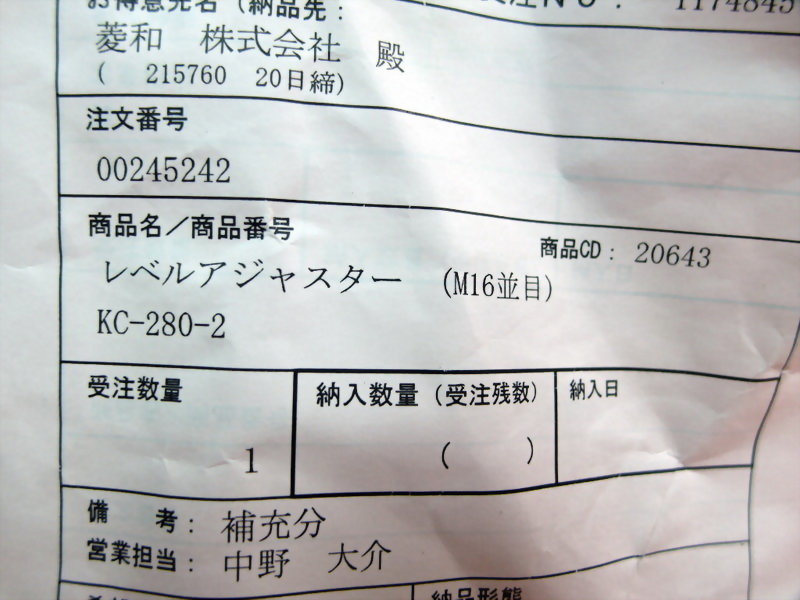 お得意先名（納品先：
菱和 株式会社 殿
( 215760 20日締)
注文番号
00245242
商品名／商品番号
商品CD： 20643
レベルアジャスター (M16並目)
KC-280-2
受注数量 納入数量（受注残数） 納入日
1 ( )
備 考： 補充分
営業担当： 中野 大介
納品形態